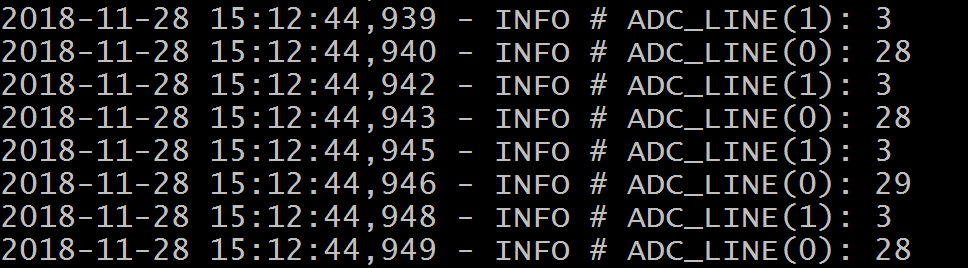 2018-11-28 15:12:44,939 - INFO # ADC_LINE(1): 3
2018-11-28 15:12:44,940 - INFO # ADC_LINE(0): 28
2018-11-28 15:12:44,942 - INFO # ADC_LINE(1): 3
2018-11-28 15:12:44,943 - INFO # ADC_LINE(0): 28
2018-11-28 15:12:44,945 - INFO # ADC_LINE(1): 3
2018-11-28 15:12:44,946 - INFO # ADC_LINE(0): 29
2018-11-28 15:12:44,948 - INFO # ADC_LINE(1): 3
2018-11-28 15:12:44,949 - INFO # ADC_LINE(0): 28